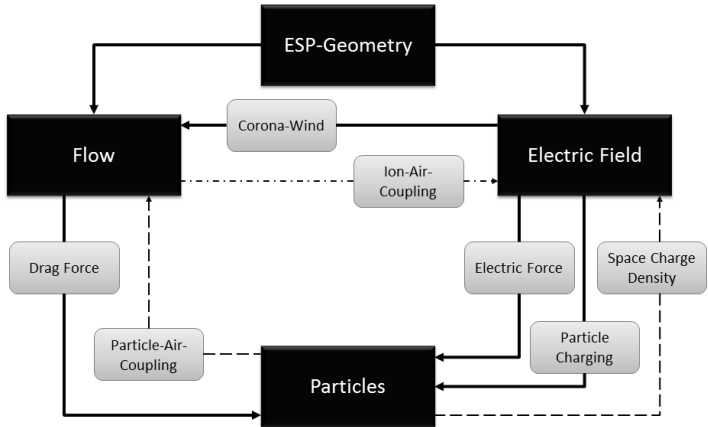 ESP-Geometry
Corona-Wind
Flow
Electric Field
Ion-Air-
Coupling
Drag Force
Electric Force
Space Charge
Density
Particle-Air-
Coupling
Particle
Charging
Particles